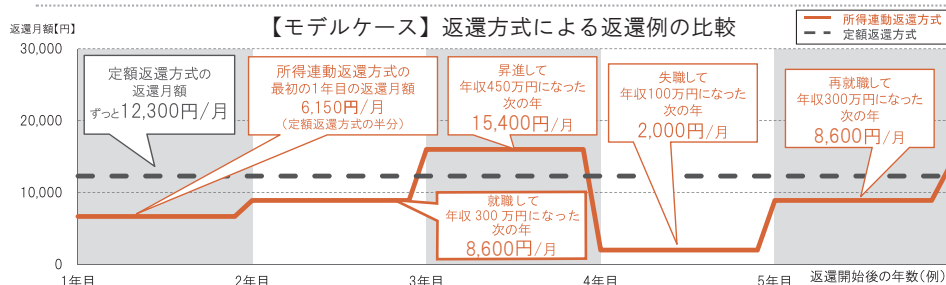 【モデルケース】返還方式による返還例の比較
所得連動返還方式
定額返還方式
返還月額【円】
30,000
20,000
10,000
0
定額返還方式の
返還月額
ずっと12,300円/月
所得連動返還方式の
最初の1年目の返還月額
6,150円/月
(定額返還方式の半分)
昇進して
年収450万円になった
次の年
15,400円/月
失職して
年収100万円になった
次の年
2,000円/月
再就職して
年収300万円になった
次の年
8,600円/月
就職して
年収300万円になった
次の年
8,600円/月
1年目
2年目
3年目
4年目
5年目
返還開始後の年数(例)